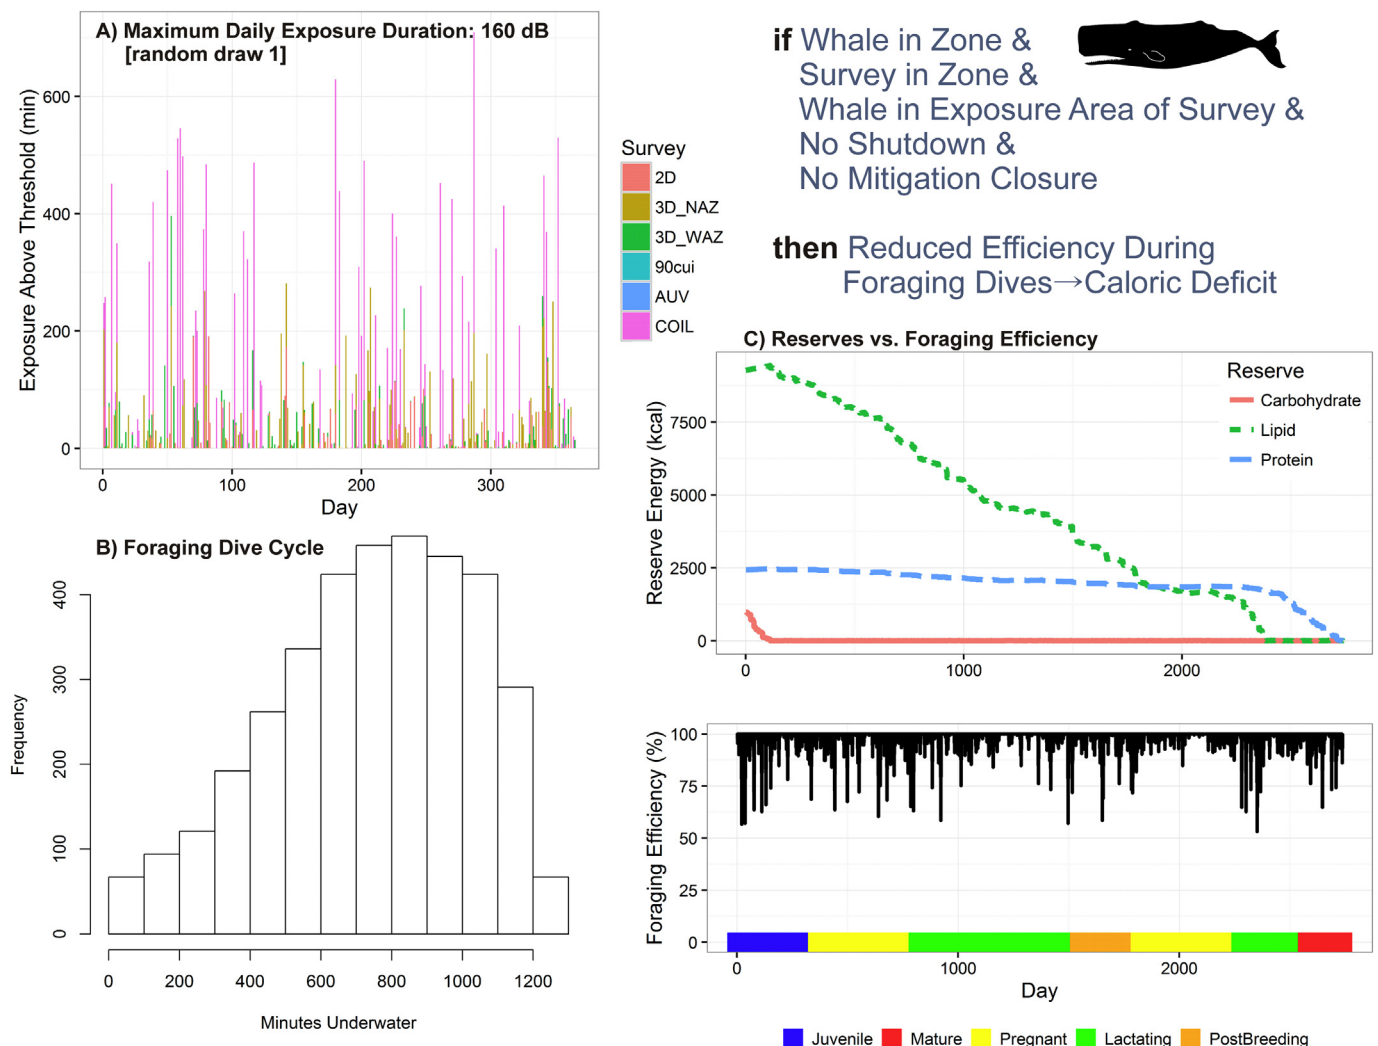 A) Maximum Daily Exposure Duration: 160 dB
[random draw 1]
Exposure Above Threshold (min)
600
400
200
0
0 100 200 300
Day
Survey
2D
3D_NAZ
3D_WAZ
90cui
AUV
COIL
if Whale in Zone &
Survey in Zone &
Whale in Exposure Area of Survey &
No Shutdown &
No Mitigation Closure
then Reduced Efficiency During
Foraging Dives→Caloric Deficit
B) Foraging Dive Cycle
Frequency
400
300
200
100
0
0 200 400 600 800 1000 1200
Minutes Underwater
C) Reserves vs. Foraging Efficiency
Reserve Energy (kcal)
7500
5000
2500
0
0 1000 2000
Reserve
Carbohydrate
Lipid
Protein
Foraging Efficiency (%)
100
75
50
25
0
0 1000 2000
Day
Juvenile Mature Pregnant Lactating PostBreeding